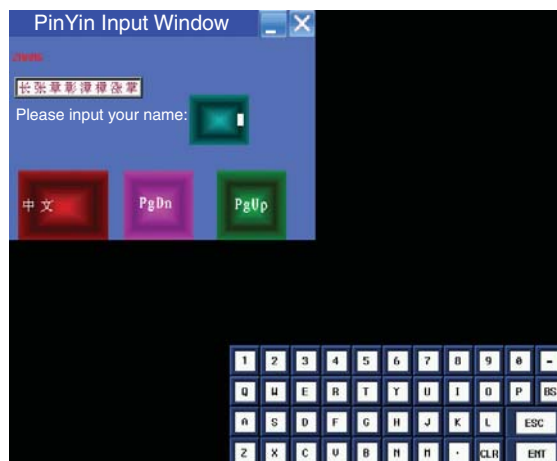 PinYin Input Window
长张章彰漳樟涨掌
Please input your name:
中文 PgDn PgUp
1 2 3 4 5 6 7 8 9 0 -
Q W E R T Y U I O P BS
A S D F G H J K L ESC
Z X C V B N M . CLR ENT